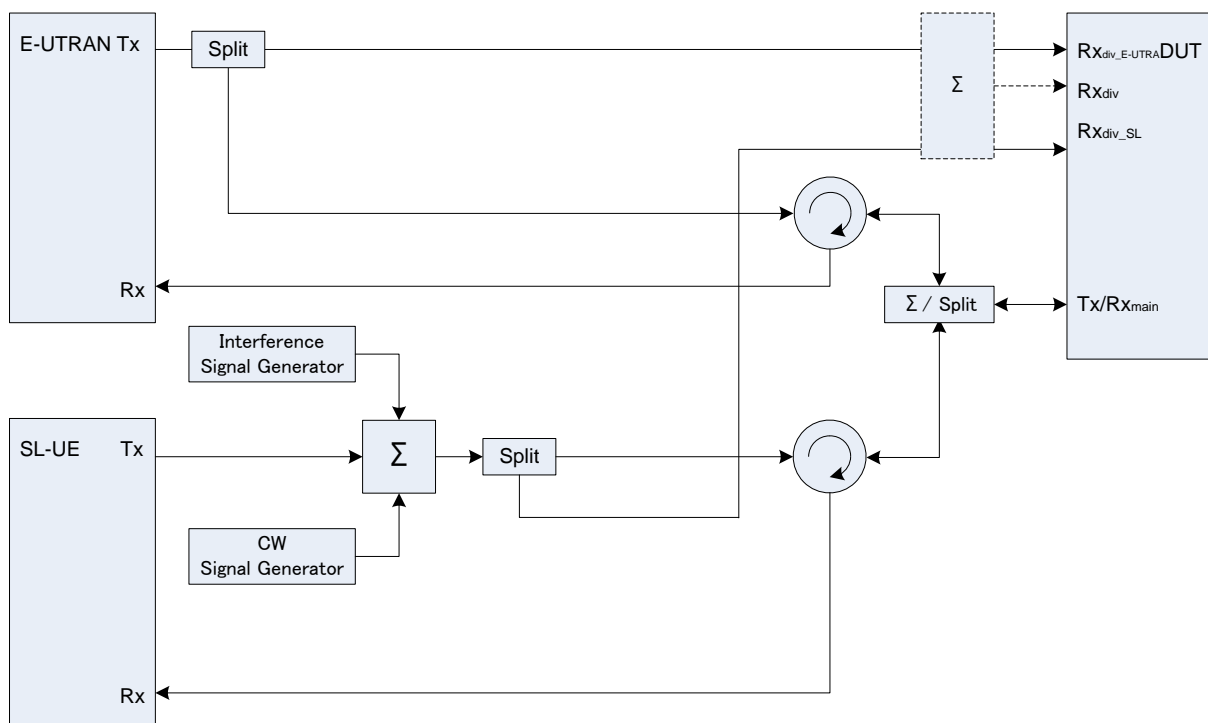 E-UTRAN Tx
Split
Σ
Rxdiv_E-UTRADUT
Rxdiv
Rxdiv_SL
Rx
Σ / Split
Tx/Rxmain
Interference
Signal Generator
SL-UE Tx
Σ
Split
CW
Signal Generator
Rx